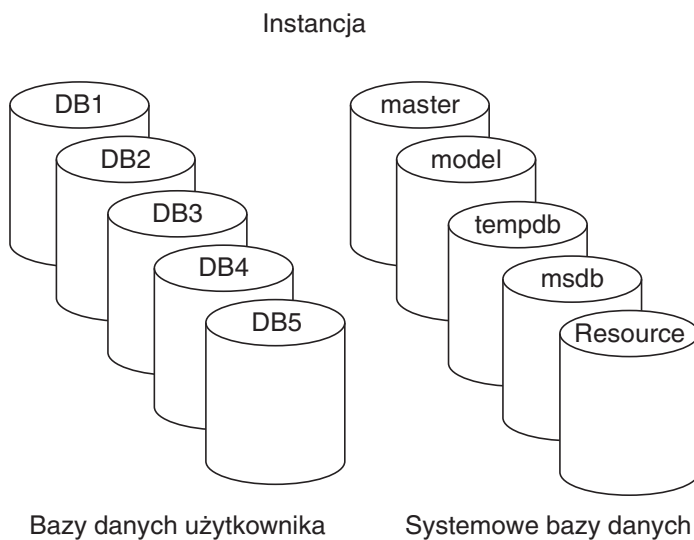 Instancja
DB1
DB2
DB3
DB4
DB5
master
model
tempdb
msdb
Resource
Bazy danych użytkownika
Systemowe bazy danych